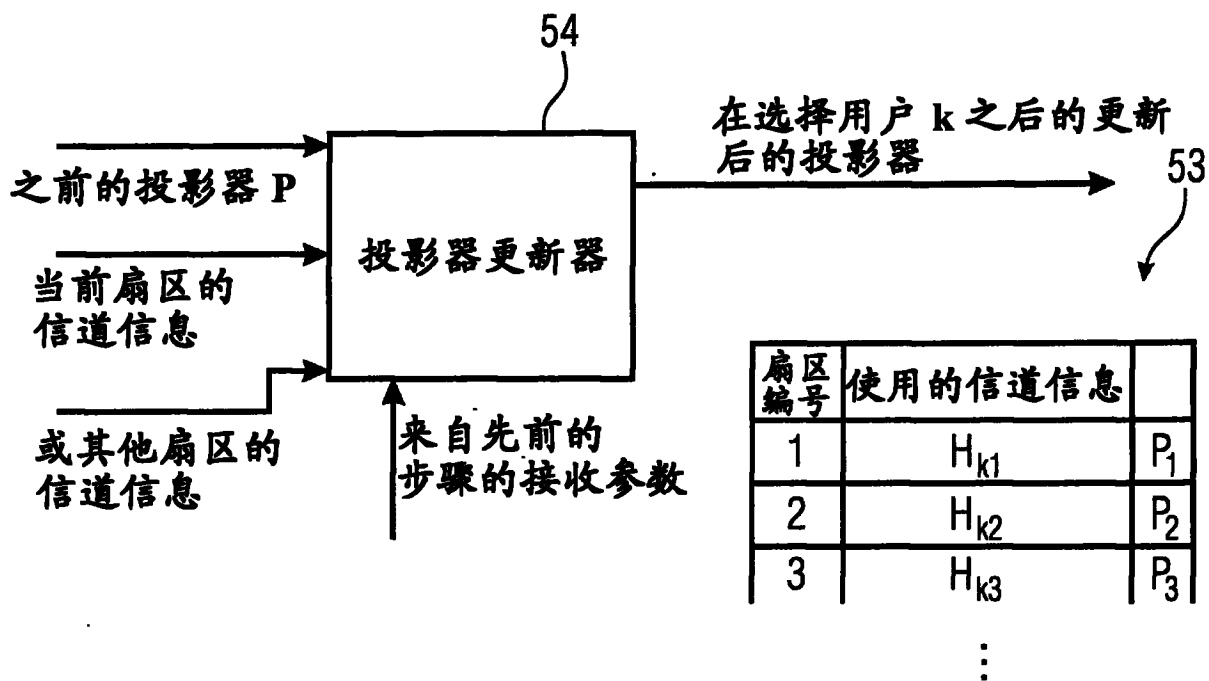 54
之前的投影器 P
当前扇区的
信道信息
或其他扇区的
信道信息
投影器更新器
来自先前的
步骤的接收参数
在选择用户 k 之后的更新
后的投影器
53
扇区
编号
使用的信道信息
1 Hk1 P1
2 Hk2 P2
3 Hk3 P3
⋮